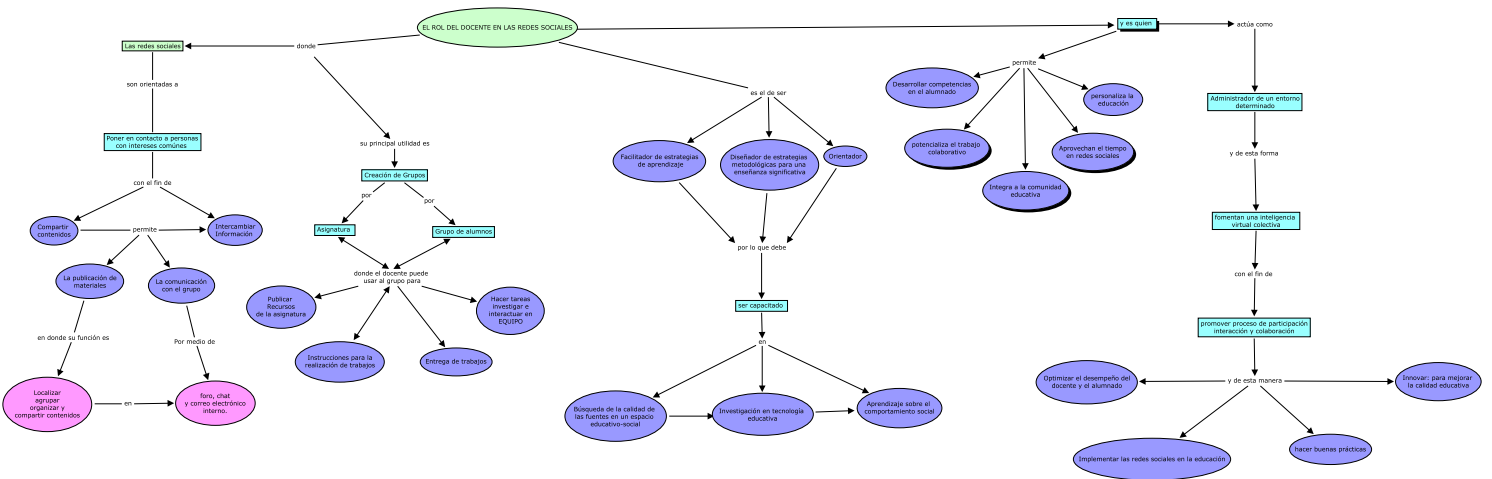 EL ROL DEL DOCENTE EN LAS REDES SOCIALES
Las redes sociales
donde
son orientadas a
Poner en contacto a personas
con intereses comúnes
con el fin de
Compartir
contenidos
permite
Intercambiar
Información
La publicación de
materiales
La comunicación
con el grupo
en donde su función es
Por medio de
Localizar
agrupar
organizar y
compartir contenidos
en
foro, chat
y correo electrónico
interno.
su principal utilidad es
Creación de Grupos
por
por
Asignatura
Grupo de alumnos
donde el docente puede
usar al grupo para
Publicar
Recursos
de la asignatura
Hacer tareas
investigar e
interactuar en
EQUIPO
Instrucciones para la
realización de trabajos
Entrega de trabajos
es el de ser
Facilitador de estrategias
de aprendizaje
Diseñador de estrategias
metodológicas para una
enseñanza significativa
Orientador
por lo que debe
ser capacitado
en
Búsqueda de la calidad de
las fuentes en un espacio
educativo-social
Investigación en tecnología
educativa
Aprendizaje sobre el
comportamiento social
y es quien
permite
Desarrollar competencias
en el alumnado
personaliza la
educación
potencializa el trabajo
colaborativo
Aprovechan el tiempo
en redes sociales
Integra a la comunidad
educativa
actúa como
Administrador de un entorno
determinado
y de esta forma
fomentan una inteligencia
virtual colectiva
con el fin de
promover proceso de participación
interacción y colaboración
y de esta manera
Optimizar el desempeño del
docente y el alumnado
Innovar: para mejorar
la calidad educativa
Implementar las redes sociales en la educación
hacer buenas prácticas